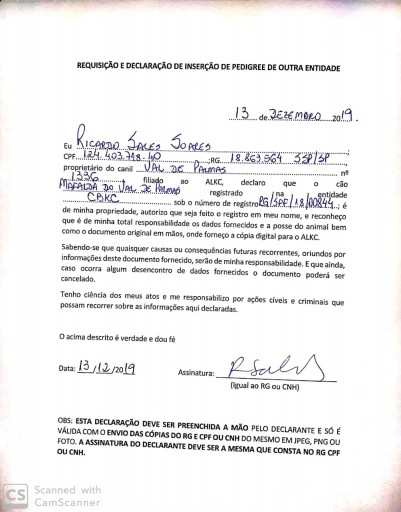 REQUISIÇÃO E DECLARAÇÃO DE INSERÇÃO DE PEDIGREE DE OUTRA ENTIDADE
13 de DEZEMBRO 2019.
Eu RICARDO SALES SOARES
CPF 124.403.798-40 ;RG 18.863.564 SSP/SP ;
proprietário do canil VAL DE PALMAS nº
1336 filiado ao ALKC, declaro que o cão
MAFALDA DO VAL DE PALMAS registrado na entidade
CBKC sob o número de registro RG/SPF/18/00844 ; é
de minha propriedade, autorizo que seja feito o registro em meu nome, e reconheço
que é de minha total responsabilidade os dados fornecidos e a posse do animal bem
como o documento original em mãos, onde forneço a cópia digital para o ALKC.
Sabendo-se que quaisquer causas ou consequências futuras recorrentes, oriundos por
informações deste documento fornecido, serão de minha responsabilidade. E que ainda,
caso ocorra algum desencontro de dados fornecidos o documento poderá ser
cancelado.
Tenho ciência dos meus atos e me responsabilizo por ações cíveis e criminais que
possam recorrer sobre as informações aqui declaradas.
O acima descrito é verdade e dou fé
Data: 13/12/2019 Assinatura:
(Igual ao RG ou CNH)
OBS: ESTA DECLARAÇÃO DEVE SER PREENCHIDA A MÃO PELO DECLARANTE E SÓ É
VÁLIDA COM O ENVIO DAS CÓPIAS DO RG E CPF OU CNH DO MESMO EM JPEG, PNG OU
FOTO. A ASSINATURA DO DECLARANTE DEVE SER A MESMA QUE CONSTA NO RG CPF
OU CNH.
CS Scanned with
CamScanner